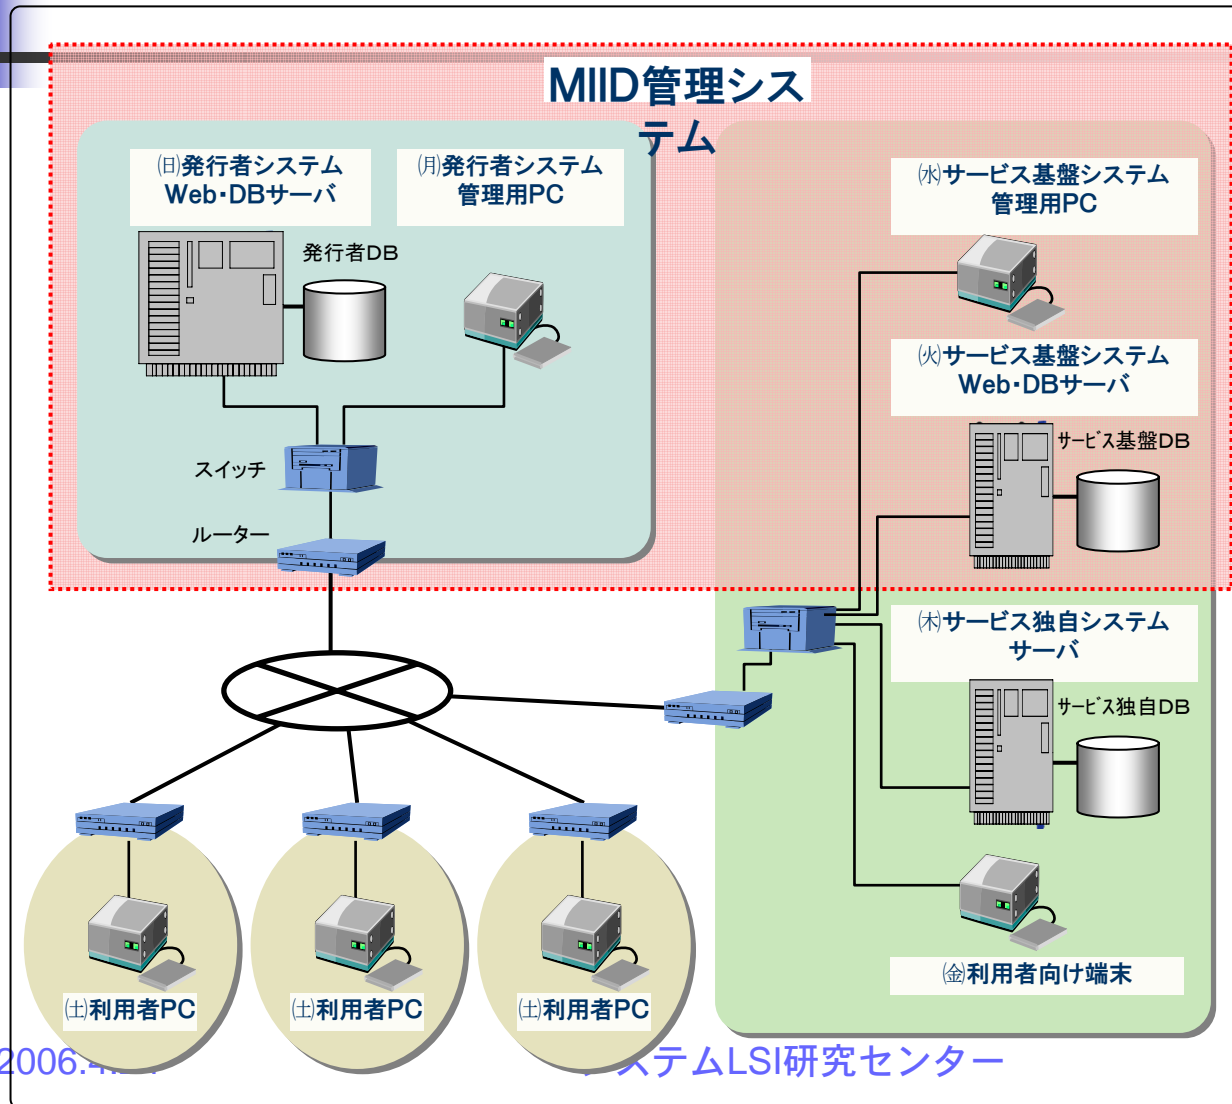 MIID管理シス
テム
㈰発行者システム
Web・DBサーバ
㈪発行者システム
管理用PC
発行者DB
スイッチ
ルーター
㈬サービス基盤システム
管理用PC
㈫サービス基盤システム
Web・DBサーバ
サービス基盤DB
㈭サービス独自システム
サーバ
サービス独自DB
㈮利用者向け端末
㈯利用者PC
㈯利用者PC
㈯利用者PC
2006.4.
システムLSI研究センター